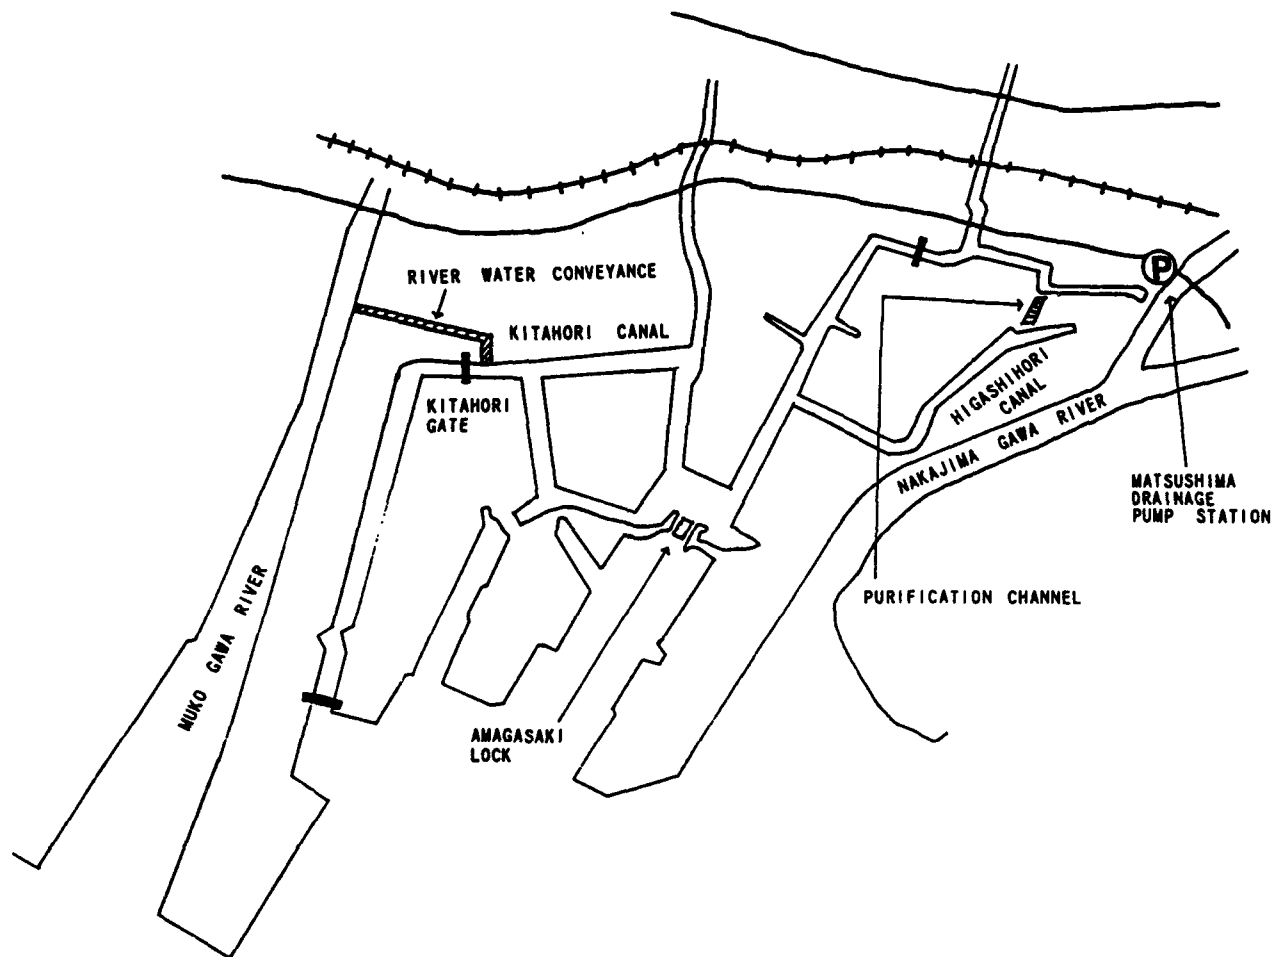 P
RIVER WATER CONVEYANCE
KITAHORI CANAL
KITAHORI
GATE
HIGASHIHORI
CANAL
NAKAJIMA GAWA RIVER
MATSUSHIMA
DRAINAGE
PUMP STATION
PURIFICATION CHANNEL
MUKO GAWA RIVER
AMAGASAKI
LOCK